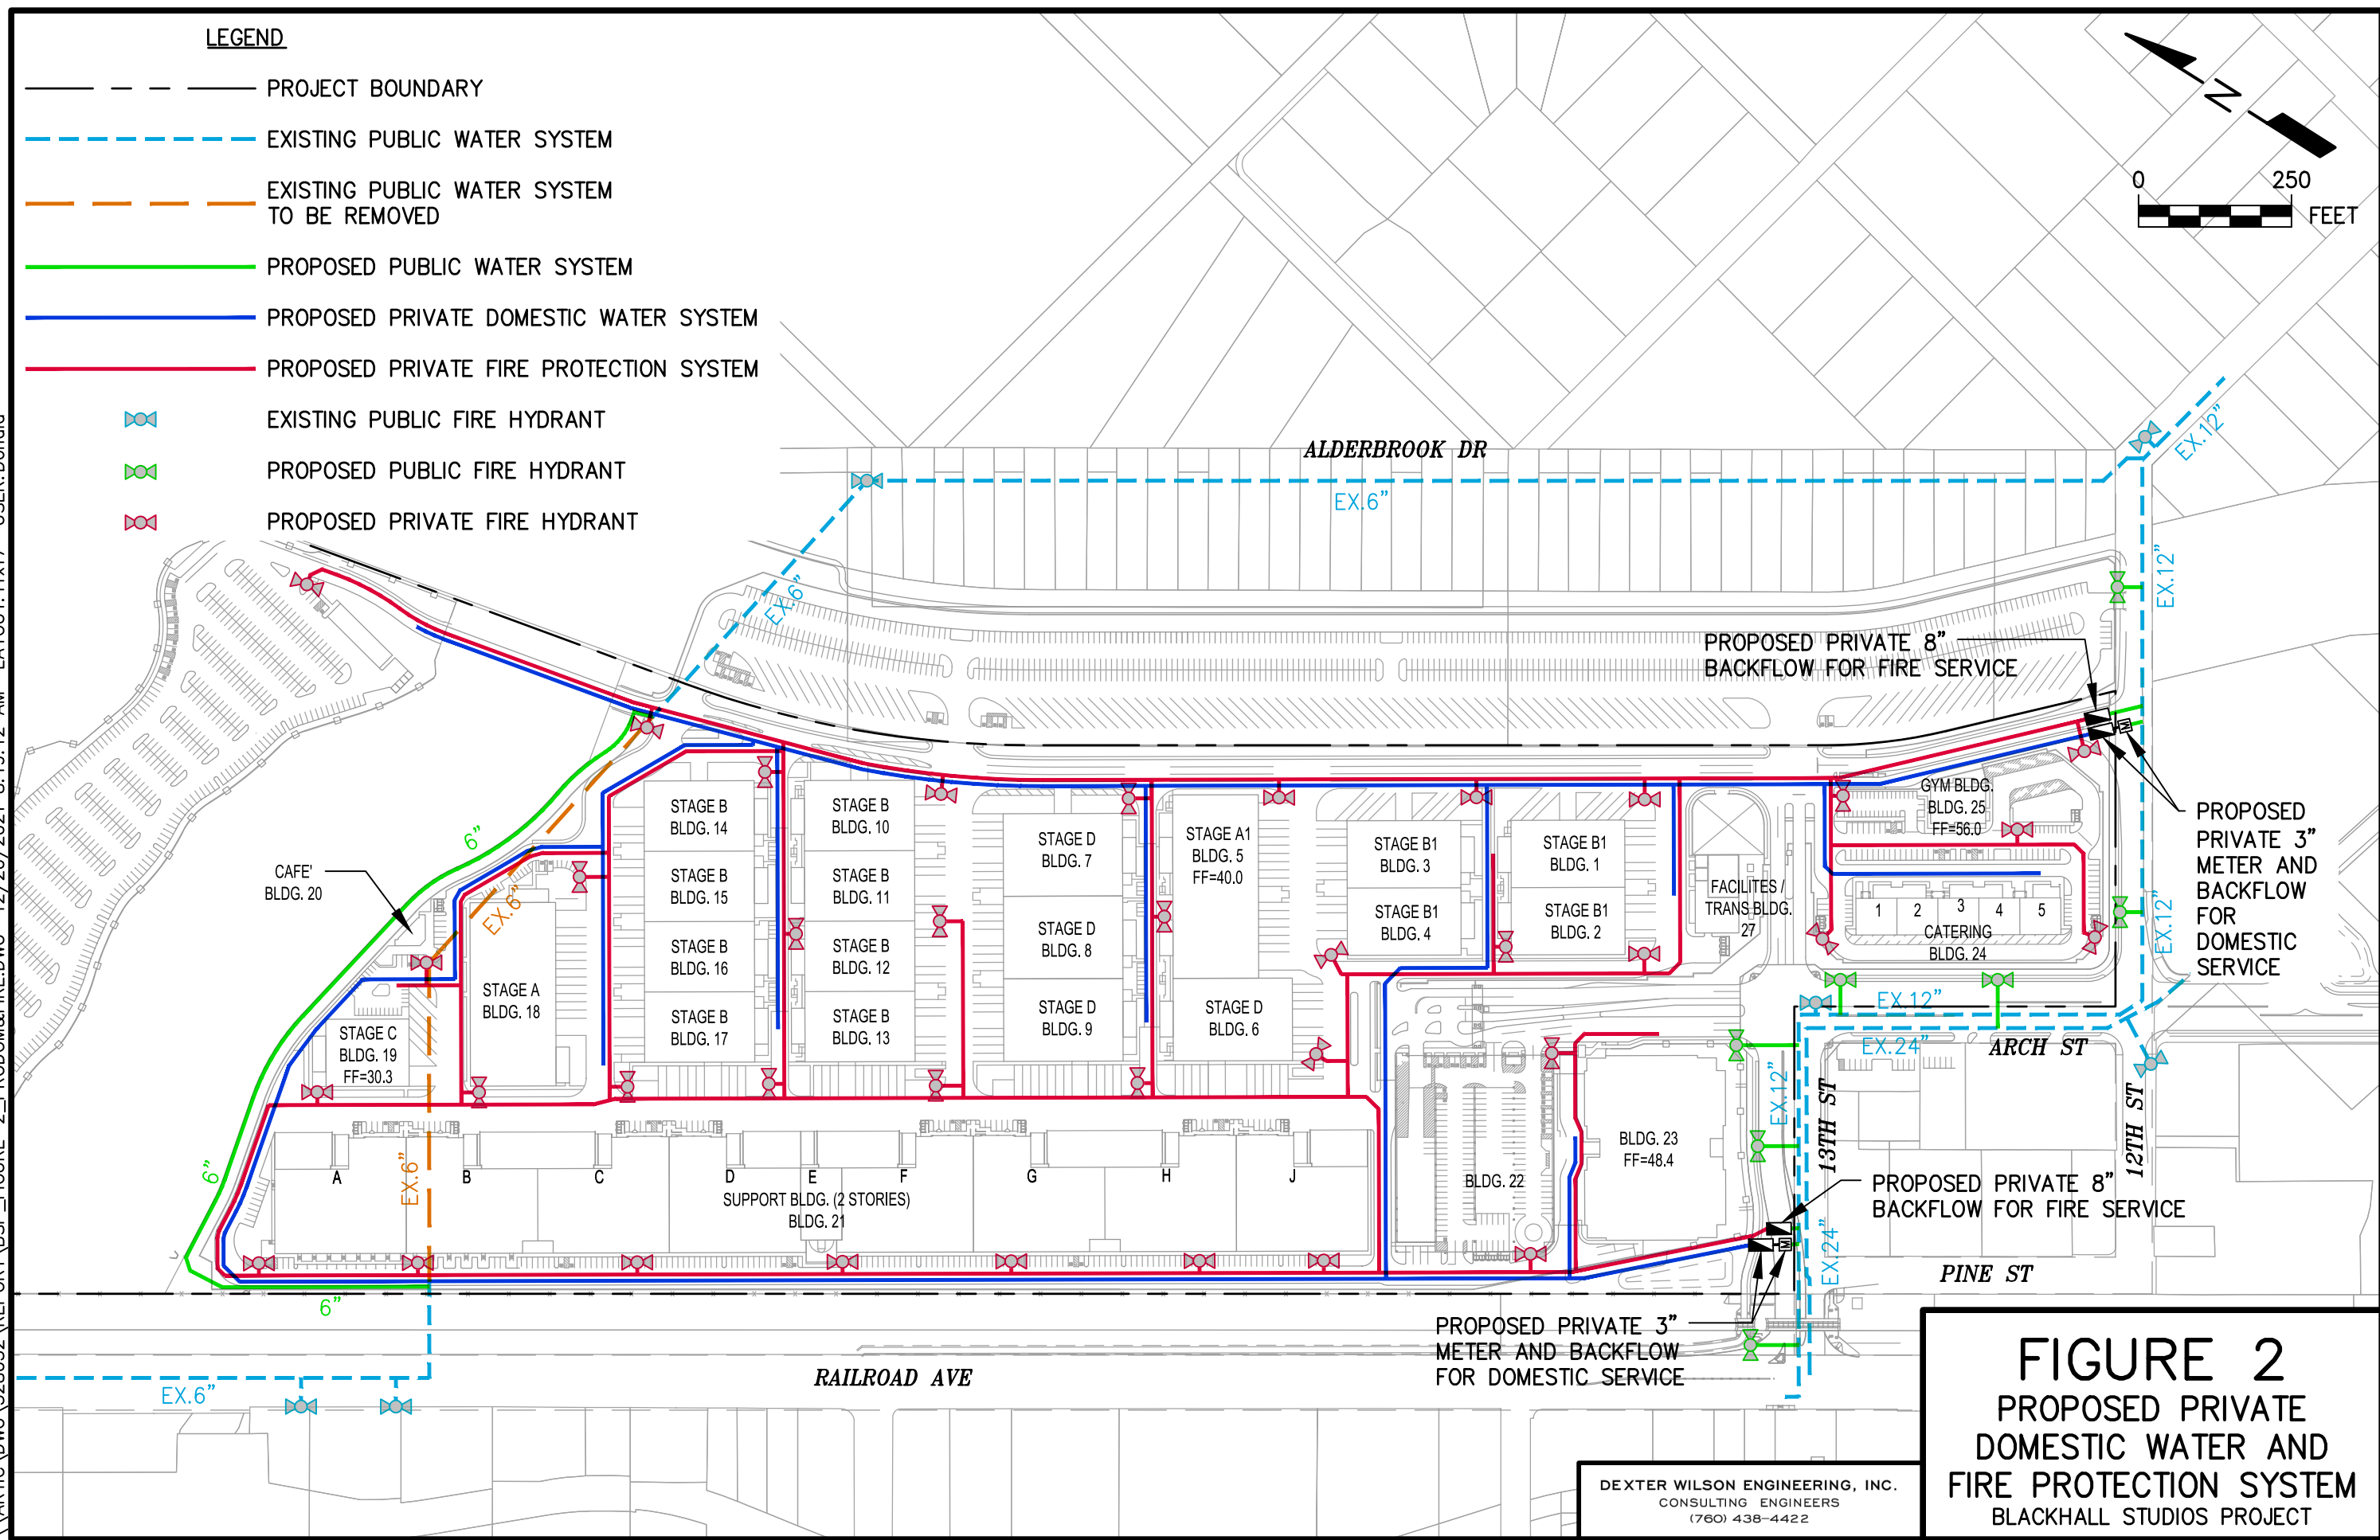 LEGEND
PROJECT BOUNDARY
EXISTING PUBLIC WATER SYSTEM
EXISTING PUBLIC WATER SYSTEM
TO BE REMOVED
PROPOSED PUBLIC WATER SYSTEM
PROPOSED PRIVATE DOMESTIC WATER SYSTEM
PROPOSED PRIVATE FIRE PROTECTION SYSTEM
EXISTING PUBLIC FIRE HYDRANT
PROPOSED PUBLIC FIRE HYDRANT
PROPOSED PRIVATE FIRE HYDRANT
N
0 250
FEET
ALDERBROOK DR
EX.6”
EX.12”
EX.6”
EX.12”
PROPOSED PRIVATE 8”
BACKFLOW FOR FIRE SERVICE
M
PROPOSED
PRIVATE 3”
METER AND
BACKFLOW
FOR
DOMESTIC
SERVICE
6”
CAFE'
BLDG. 20
EX.6”
STAGE B
BLDG. 14
STAGE B
BLDG. 15
STAGE B
BLDG. 16
STAGE B
BLDG. 17
STAGE B
BLDG. 10
STAGE B
BLDG. 11
STAGE B
BLDG. 12
STAGE B
BLDG. 13
STAGE D
BLDG. 7
STAGE D
BLDG. 8
STAGE D
BLDG. 9
STAGE A1
BLDG. 5
FF=40.0
STAGE D
BLDG. 6
STAGE B1
BLDG. 3
STAGE B1
BLDG. 4
STAGE B1
BLDG. 1
STAGE B1
BLDG. 2
FACILITES /
TRANS BLDG.
27
GYM BLDG.
BLDG. 25
FF=56.0
1 2 3 4 5
CATERING
BLDG. 24
EX.12”
STAGE A
BLDG. 18
STAGE C
BLDG. 19
FF=30.3
EX.12”
EX.24”
ARCH ST
EX.12”
13TH ST
12TH ST
6”
EX.6”
A B C D E F G H J
SUPPORT BLDG. (2 STORIES)
BLDG. 21
BLDG. 22
BLDG. 23
FF=48.4
PROPOSED PRIVATE 8”
BACKFLOW FOR FIRE SERVICE
M
EX.24”
PINE ST
6”
PROPOSED PRIVATE 3”
METER AND BACKFLOW
FOR DOMESTIC SERVICE
RAILROAD AVE
EX.6”
FIGURE 2
PROPOSED PRIVATE
DOMESTIC WATER AND
FIRE PROTECTION SYSTEM
BLACKHALL STUDIOS PROJECT
DEXTER WILSON ENGINEERING, INC.
CONSULTING ENGINEERS
(760) 438-4422